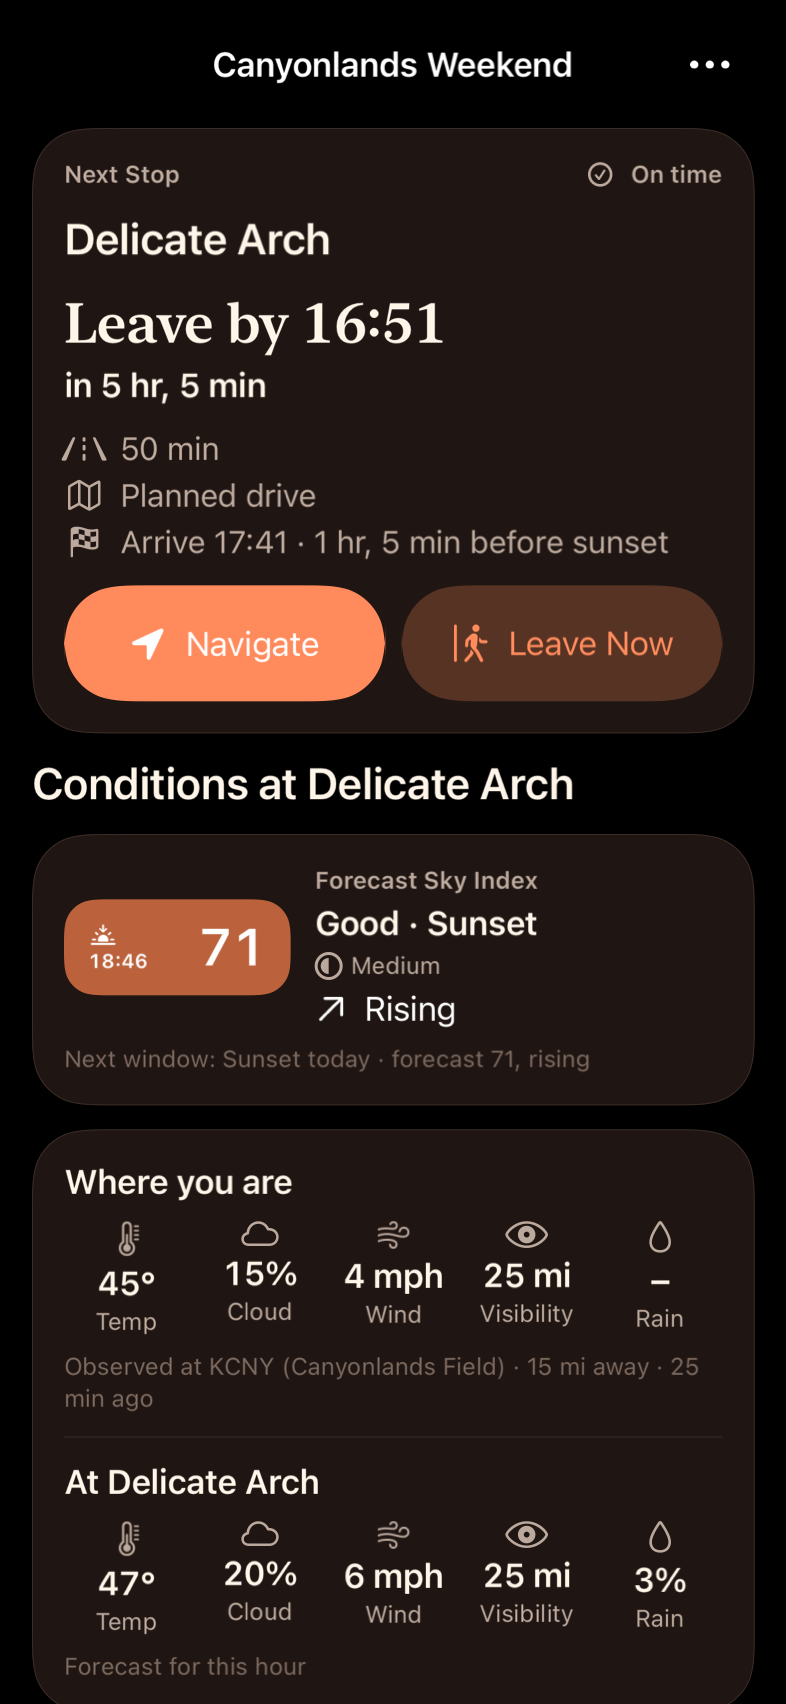 Canyonlands Weekend
Next Stop
On time
Delicate Arch
Leave by 16:51
in 5 hr, 5 min
50 min
Planned drive
Arrive 17:41 · 1 hr, 5 min before sunset
Navigate
Leave Now
Conditions at Delicate Arch
18:46
71
Forecast Sky Index
Good · Sunset
Medium
Rising
Next window: Sunset today · forecast 71, rising
Where you are
45° 15% 4 mph 25 mi –
Temp Cloud Wind Visibility Rain
Observed at KCNY (Canyonlands Field) · 15 mi away · 25
min ago
At Delicate Arch
47° 20% 6 mph 25 mi 3%
Temp Cloud Wind Visibility Rain
Forecast for this hour